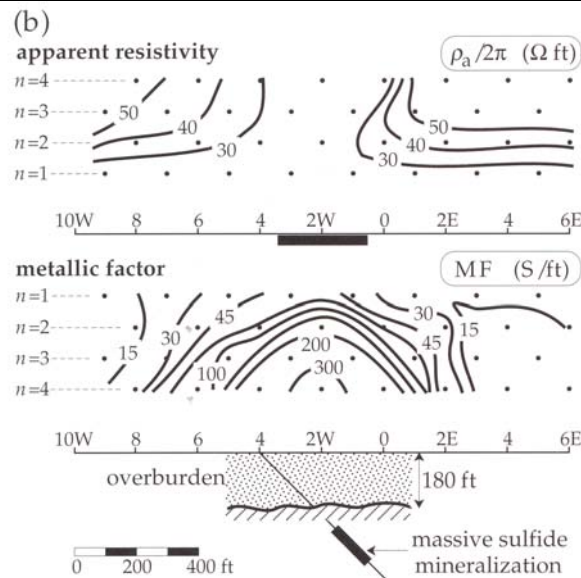 (b)
apparent resistivity ρa/2π (Ω ft)
n=4
n=3 50 50
n=2 40 40
n=1 30 30
10W 8 6 4 2W 0 2E 4 6E
metallic factor MF (S/ft)
n=1 45 30
n=2 30 15
n=3 15 200 45
n=4 100 300
10W 8 6 4 2W 0 2E 4 6E
overburden 180 ft
massive sulfide
mineralization
0 200 400 ft